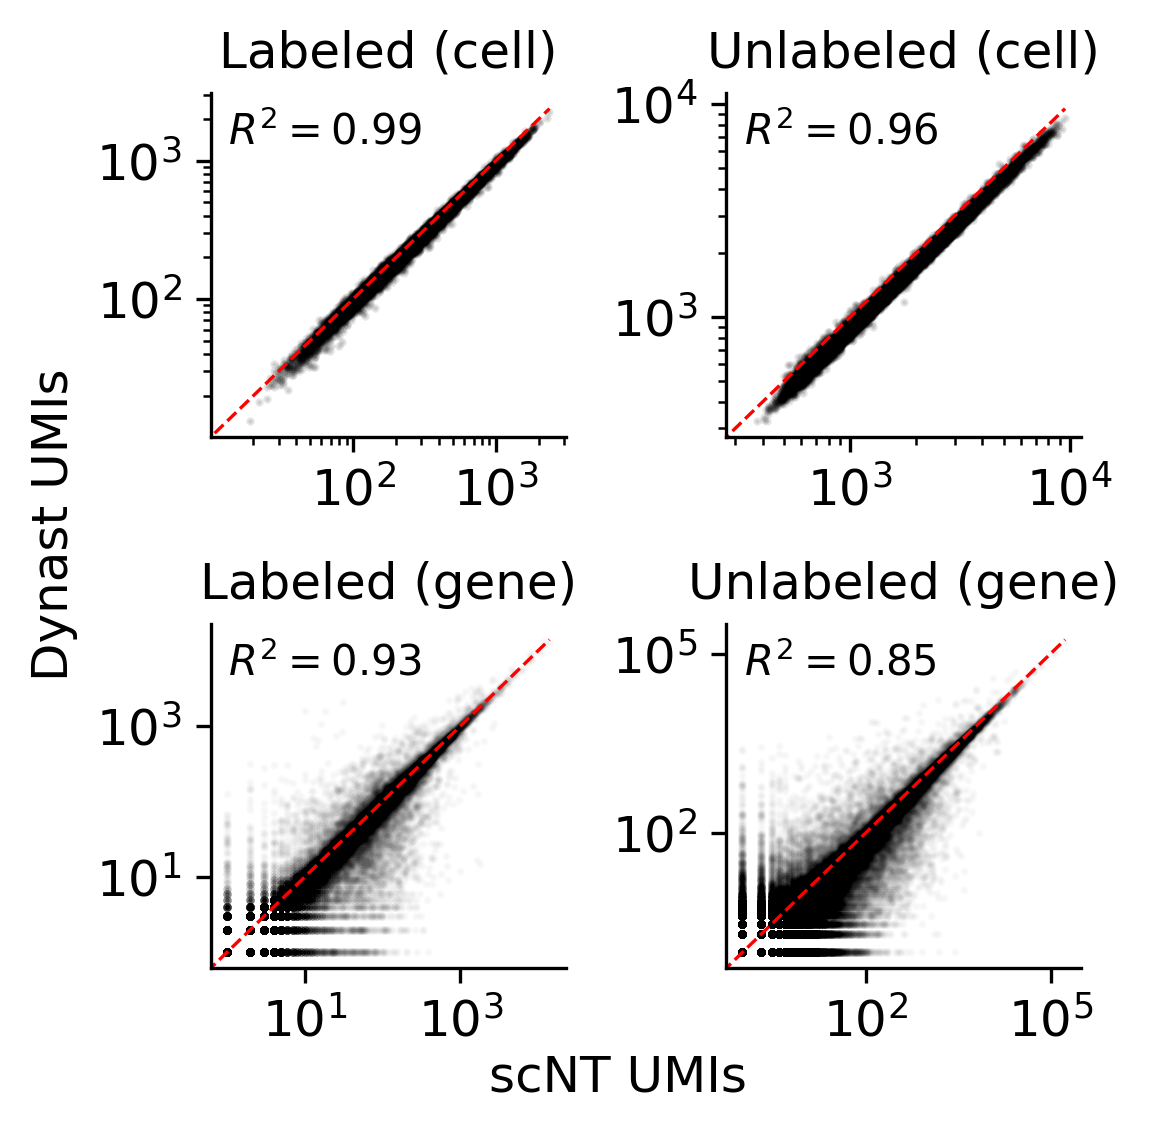 Labeled (cell)
Unlabeled (cell)
R² = 0.99
R² = 0.96
10³
10²
10⁴
10³
10² 10³
10³ 10⁴
Dynast UMIs
Labeled (gene)
Unlabeled (gene)
R² = 0.93
R² = 0.85
10³
10¹
10⁵
10²
10¹ 10³
10² 10⁵
scNT UMIs